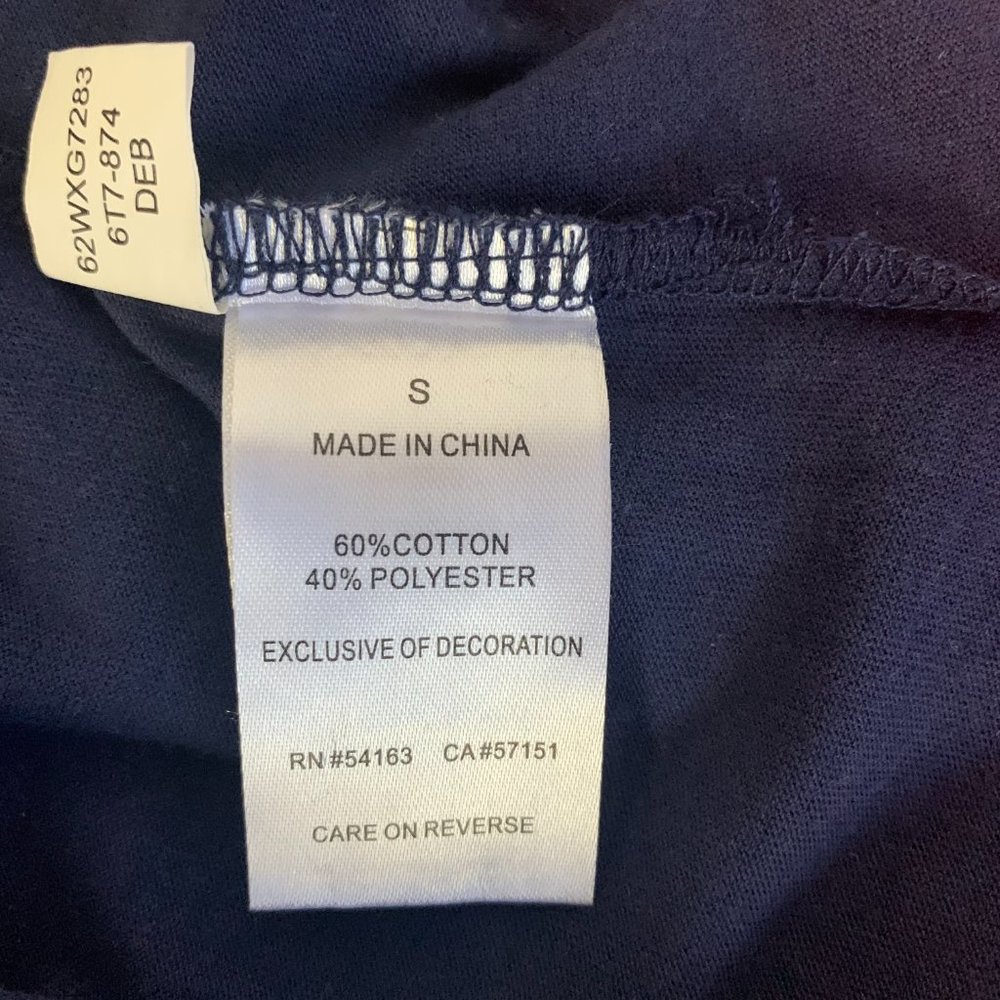 62WXG7283
6T7-874
DEB
S
MADE IN CHINA
60%COTTON
40% POLYESTER
EXCLUSIVE OF DECORATION
RN #54163 CA#57151
CARE ON REVERSE